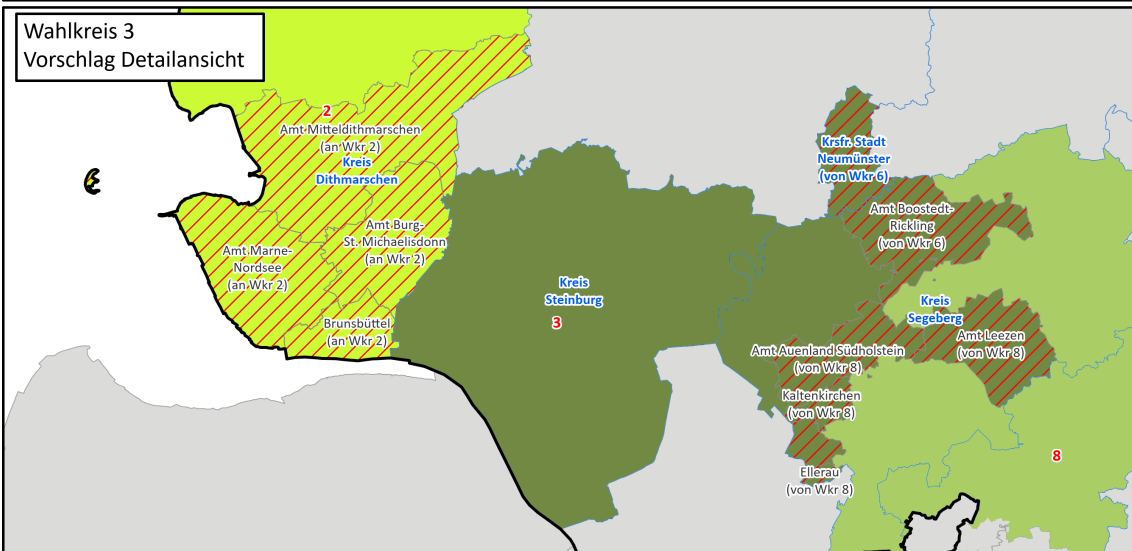 Wahlkreis 3
Vorschlag Detailansicht
2
Amt Mitteldithmarschen
(an Wkr 2)
Kreis
Dithmarschen
Amt Burg-
St. Michaelisdonn
(an Wkr 2)
Amt Marne-
Nordsee
(an Wkr 2)
Brunsbüttel
(an Wkr 2)
Kreis
Steinburg
3
Krsfr. Stadt
Neumünster
(von Wkr 6)
Amt Boostedt-
Rickling
(von Wkr 6)
Kreis
Segeberg
Amt Leezen
(von Wkr 8)
Amt Auenland Südholstein
(von Wkr 8)
Kaltenkirchen
(von Wkr 8)
Ellerau
(von Wkr 8)
8